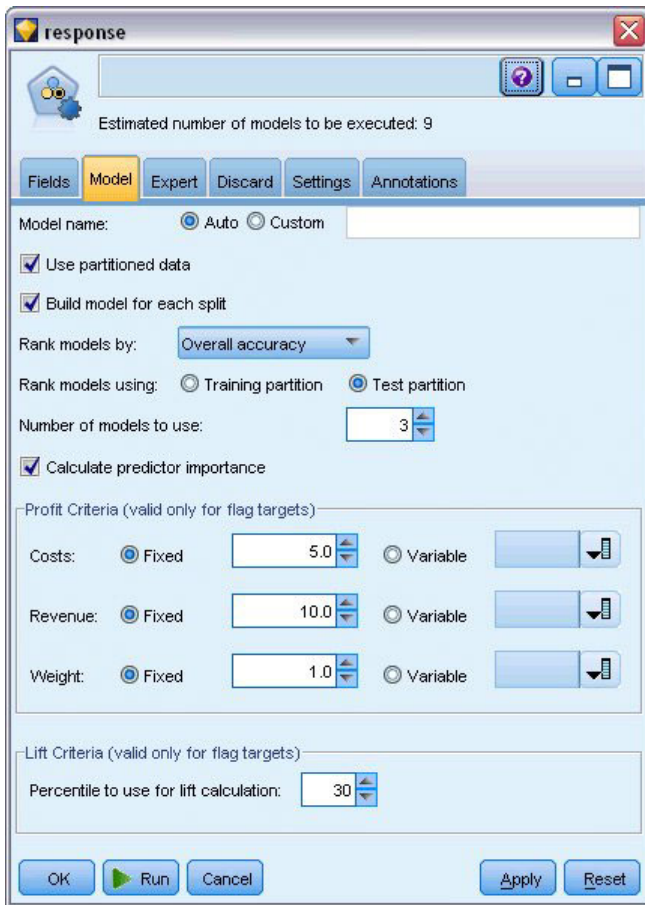 response
Estimated number of models to be executed: 9
Fields Model Expert Discard Settings Annotations
Model name: Auto Custom
Use partitioned data
Build model for each split
Rank models by: Overall accuracy
Rank models using: Training partition Test partition
Number of models to use: 3
Calculate predictor importance
Profit Criteria (valid only for flag targets)
Costs: Fixed 5.0 Variable
Revenue: Fixed 10.0 Variable
Weight: Fixed 1.0 Variable
Lift Criteria (valid only for flag targets)
Percentile to use for lift calculation: 30
OK Run Cancel Apply Reset